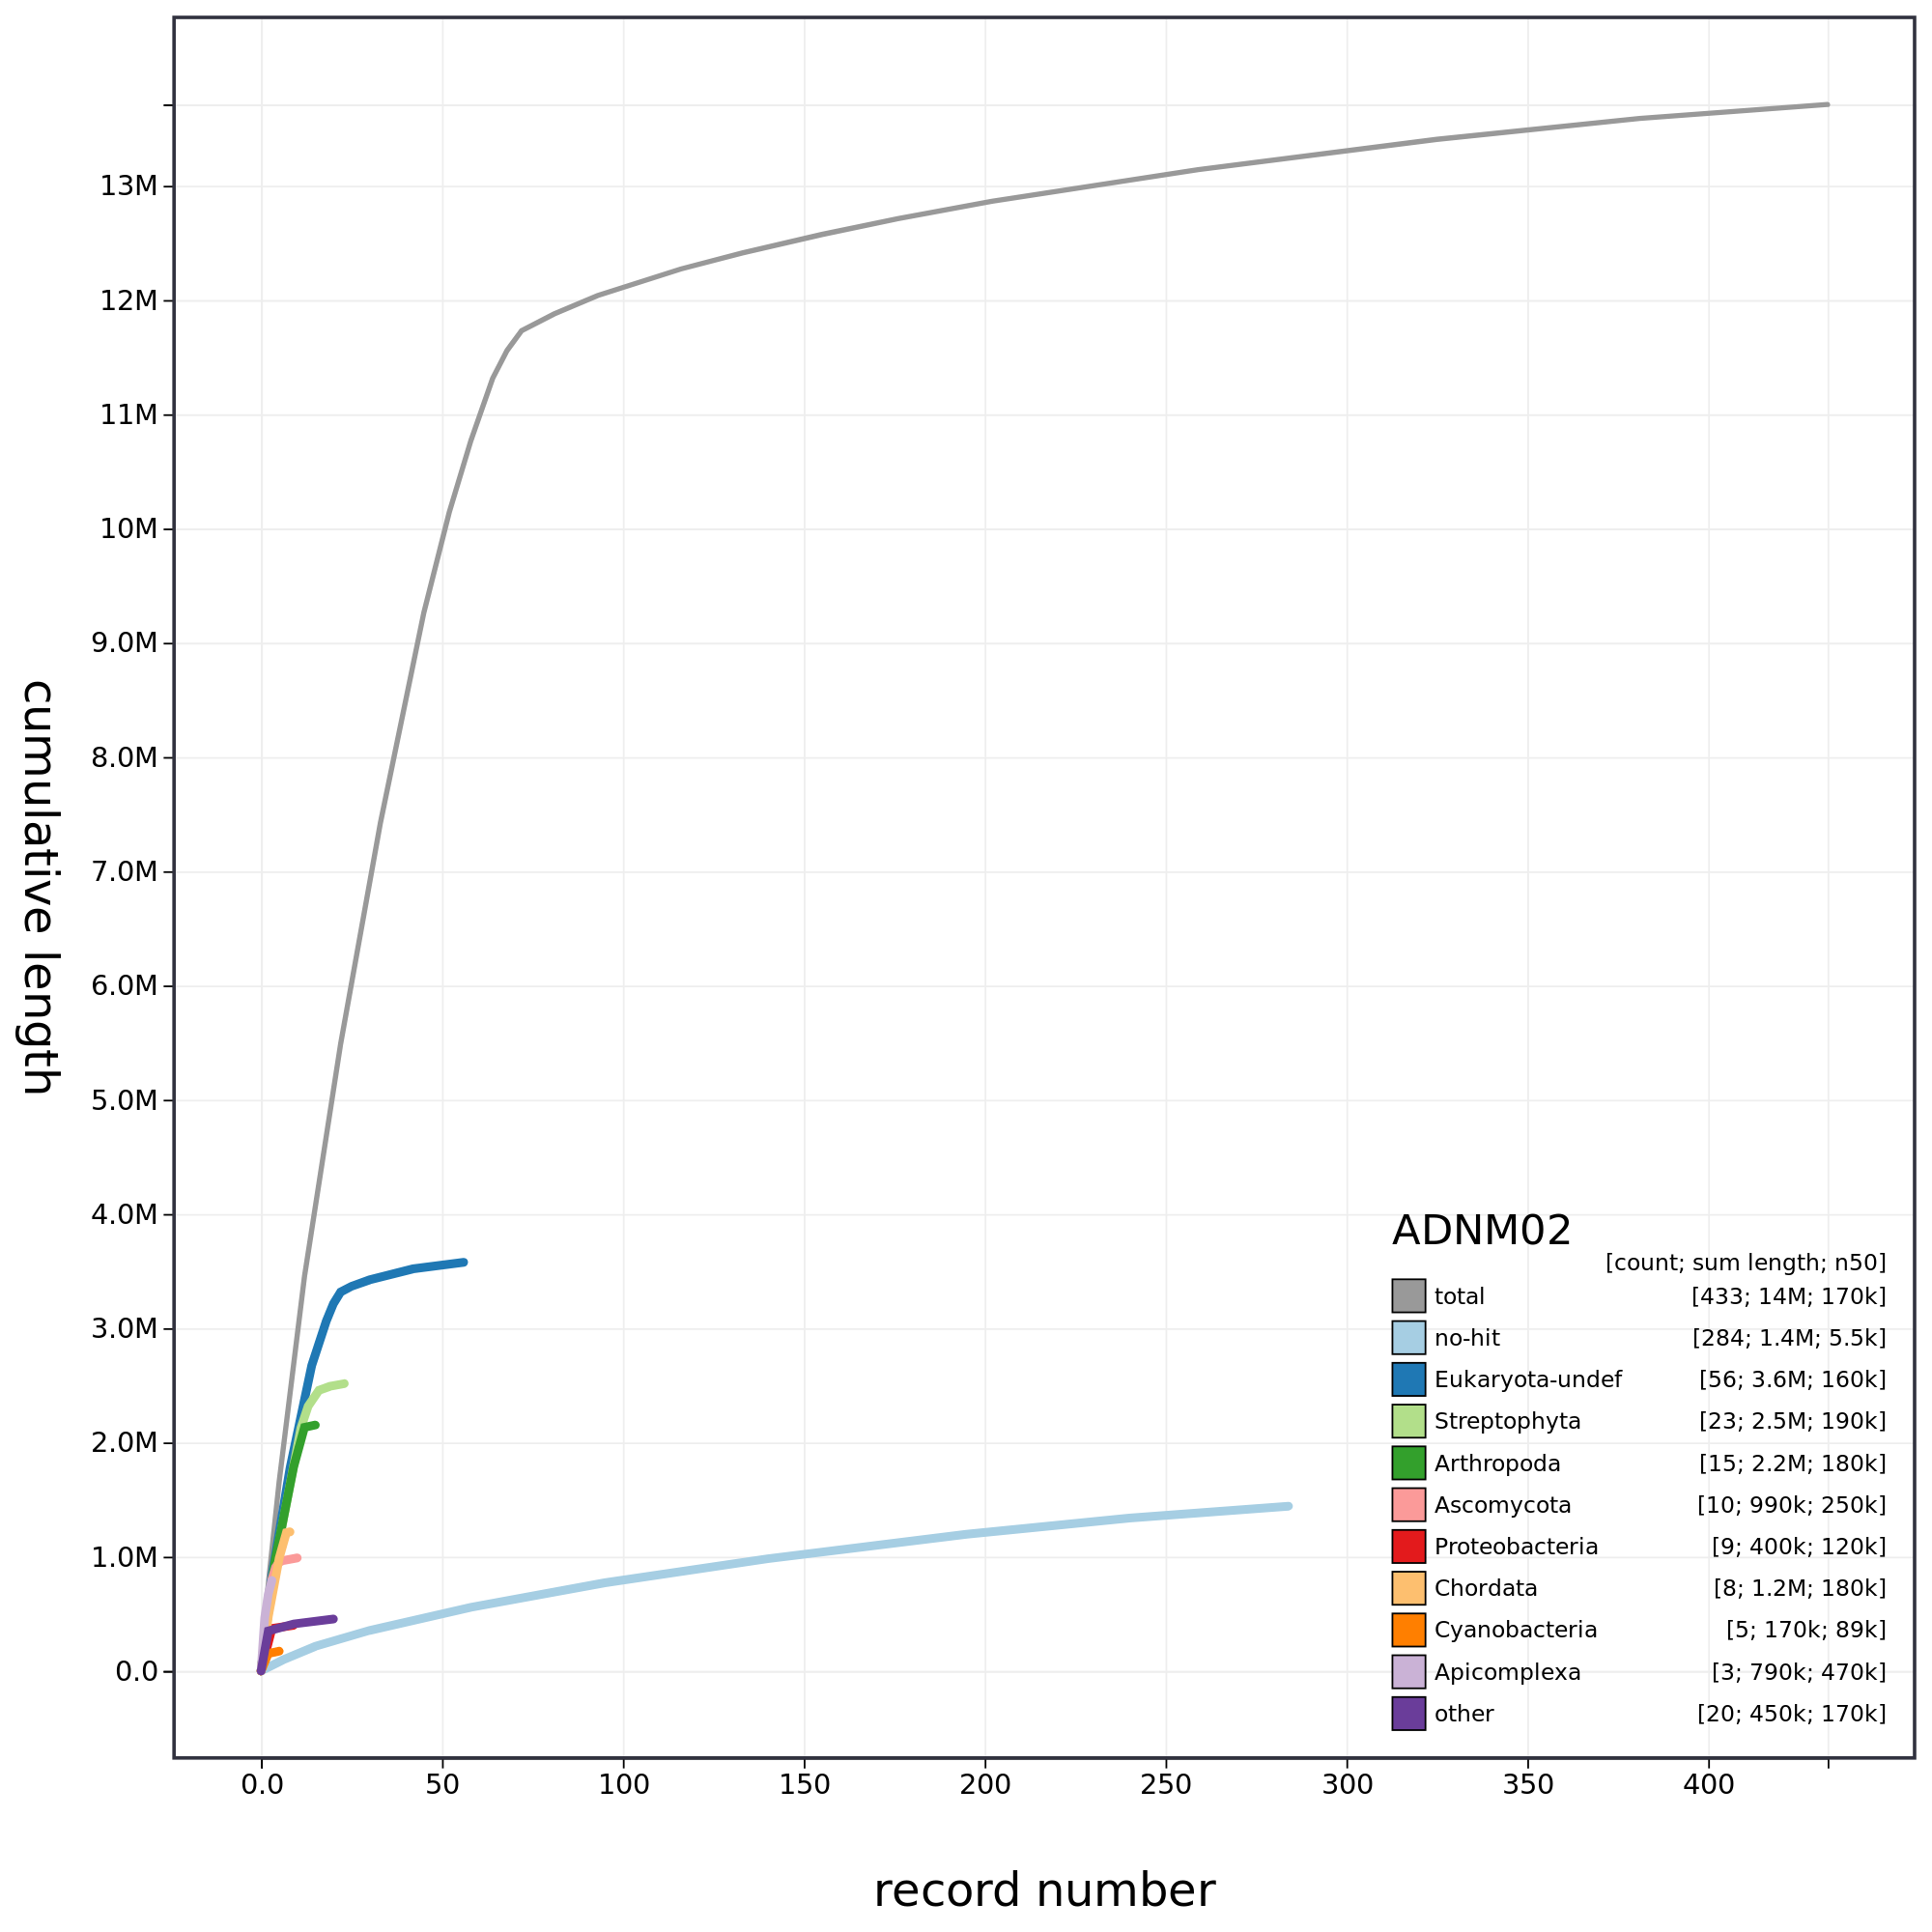 cumulative length
13M
12M
11M
10M
9.0M
8.0M
7.0M
6.0M
5.0M
4.0M
3.0M
2.0M
1.0M
0.0
ADNM02
[count; sum length; n50]
total [433; 14M; 170k]
no-hit [284; 1.4M; 5.5k]
Eukaryota-undef [56; 3.6M; 160k]
Streptophyta [23; 2.5M; 190k]
Arthropoda [15; 2.2M; 180k]
Ascomycota [10; 990k; 250k]
Proteobacteria [9; 400k; 120k]
Chordata [8; 1.2M; 180k]
Cyanobacteria [5; 170k; 89k]
Apicomplexa [3; 790k; 470k]
other [20; 450k; 170k]
0.0 50 100 150 200 250 300 350 400
record number